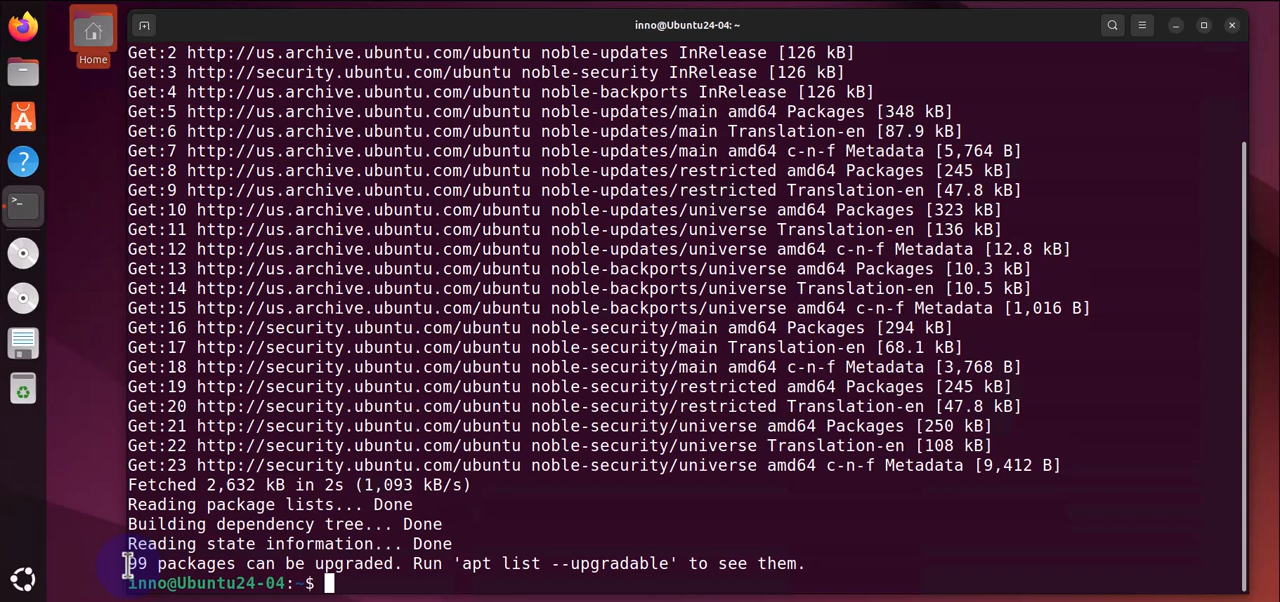 inno@Ubuntu24-04: ~
Home
Get:2 http://us.archive.ubuntu.com/ubuntu noble-updates InRelease [126 kB]
Get:3 http://security.ubuntu.com/ubuntu noble-security InRelease [126 kB]
Get:4 http://us.archive.ubuntu.com/ubuntu noble-backports InRelease [126 kB]
Get:5 http://us.archive.ubuntu.com/ubuntu noble-updates/main amd64 Packages [348 kB]
Get:6 http://us.archive.ubuntu.com/ubuntu noble-updates/main Translation-en [87.9 kB]
Get:7 http://us.archive.ubuntu.com/ubuntu noble-updates/main amd64 c-n-f Metadata [5,764 B]
Get:8 http://us.archive.ubuntu.com/ubuntu noble-updates/restricted amd64 Packages [245 kB]
Get:9 http://us.archive.ubuntu.com/ubuntu noble-updates/restricted Translation-en [47.8 kB]
Get:10 http://us.archive.ubuntu.com/ubuntu noble-updates/universe amd64 Packages [323 kB]
Get:11 http://us.archive.ubuntu.com/ubuntu noble-updates/universe Translation-en [136 kB]
Get:12 http://us.archive.ubuntu.com/ubuntu noble-updates/universe amd64 c-n-f Metadata [12.8 kB]
Get:13 http://us.archive.ubuntu.com/ubuntu noble-backports/universe amd64 Packages [10.3 kB]
Get:14 http://us.archive.ubuntu.com/ubuntu noble-backports/universe Translation-en [10.5 kB]
Get:15 http://us.archive.ubuntu.com/ubuntu noble-backports/universe amd64 c-n-f Metadata [1,016 B]
Get:16 http://security.ubuntu.com/ubuntu noble-security/main amd64 Packages [294 kB]
Get:17 http://security.ubuntu.com/ubuntu noble-security/main Translation-en [68.1 kB]
Get:18 http://security.ubuntu.com/ubuntu noble-security/main amd64 c-n-f Metadata [3,768 B]
Get:19 http://security.ubuntu.com/ubuntu noble-security/restricted amd64 Packages [245 kB]
Get:20 http://security.ubuntu.com/ubuntu noble-security/restricted Translation-en [47.8 kB]
Get:21 http://security.ubuntu.com/ubuntu noble-security/universe amd64 Packages [250 kB]
Get:22 http://security.ubuntu.com/ubuntu noble-security/universe Translation-en [108 kB]
Get:23 http://security.ubuntu.com/ubuntu noble-security/universe amd64 c-n-f Metadata [9,412 B]
Fetched 2,632 kB in 2s (1,093 kB/s)
Reading package lists... Done
Building dependency tree... Done
Reading state information... Done
99 packages can be upgraded. Run 'apt list --upgradable' to see them.
inno@Ubuntu24-04:~$